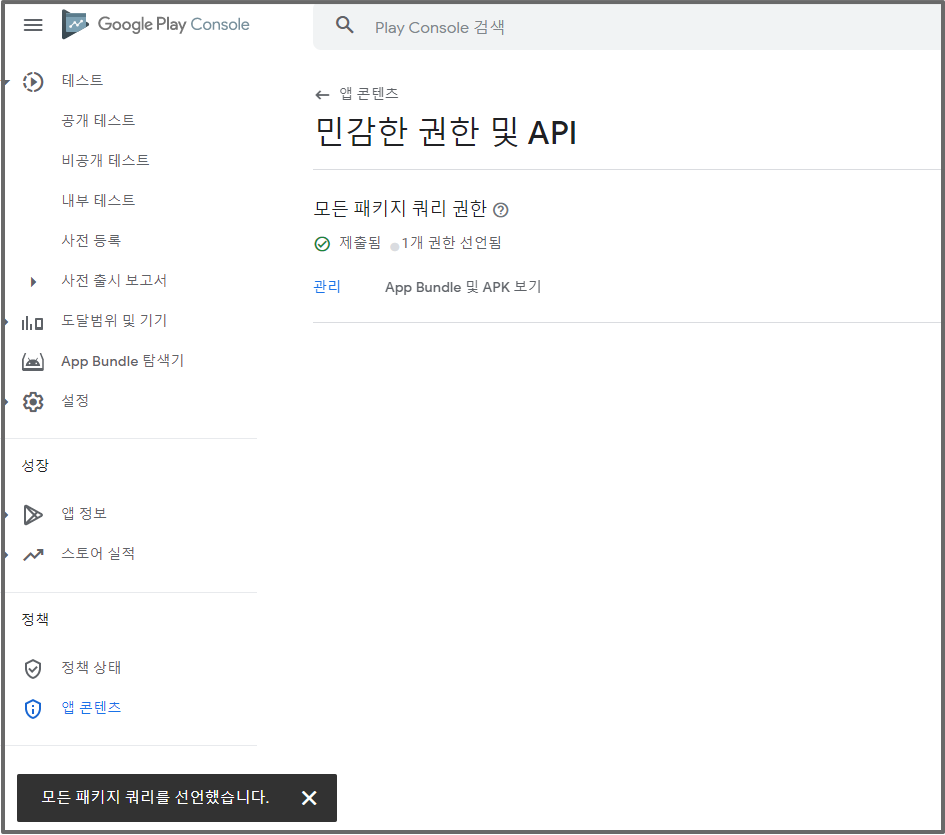 Google Play Console
Play Console 검색
테스트
공개 테스트
비공개 테스트
내부 테스트
사전 등록
사전 출시 보고서
도달범위 및 기기
App Bundle 탐색기
설정
성장
앱 정보
스토어 실적
정책
정책 상태
앱 콘텐츠
← 앱 콘텐츠
민감한 권한 및 API
모든 패키지 쿼리 권한
제출됨 1개 권한 선언됨
관리 App Bundle 및 APK 보기
모든 패키지 쿼리를 선언했습니다.